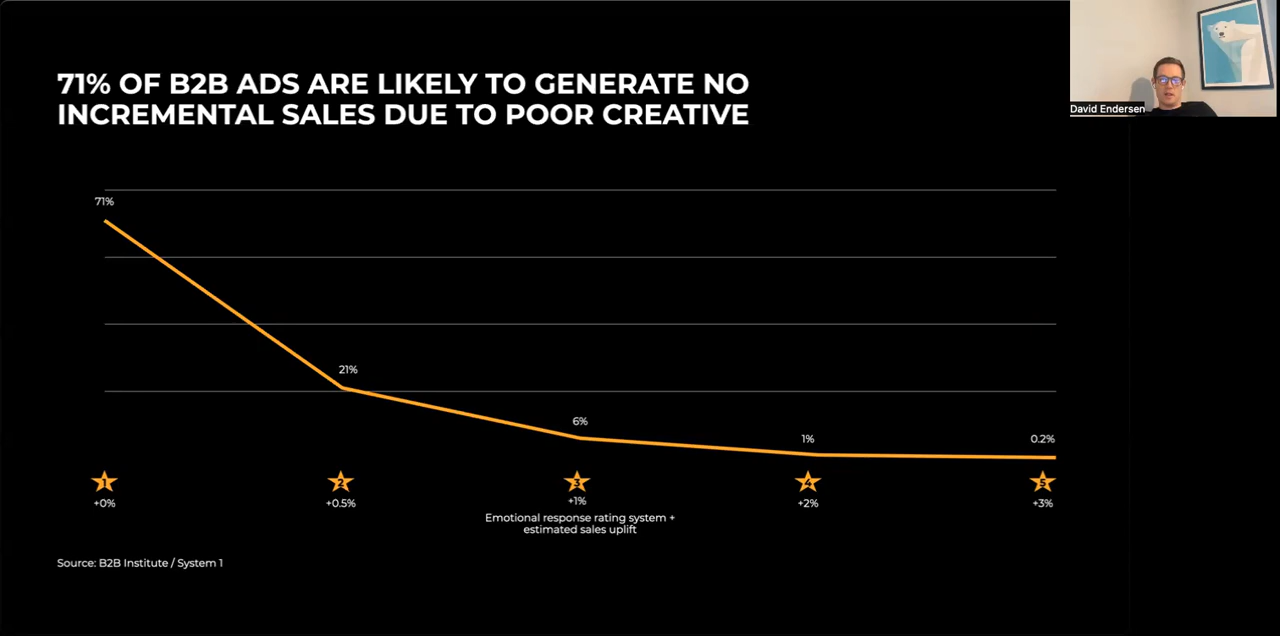 71% OF B2B ADS ARE LIKELY TO GENERATE NO
INCREMENTAL SALES DUE TO POOR CREATIVE
David Endersen
71%
21%
6%
1%
0.2%
1
2
3
4
5
+0%
+0.5%
+1%
+2%
+3%
Emotional response rating system +
estimated sales uplift
Source: B2B Institute / System 1